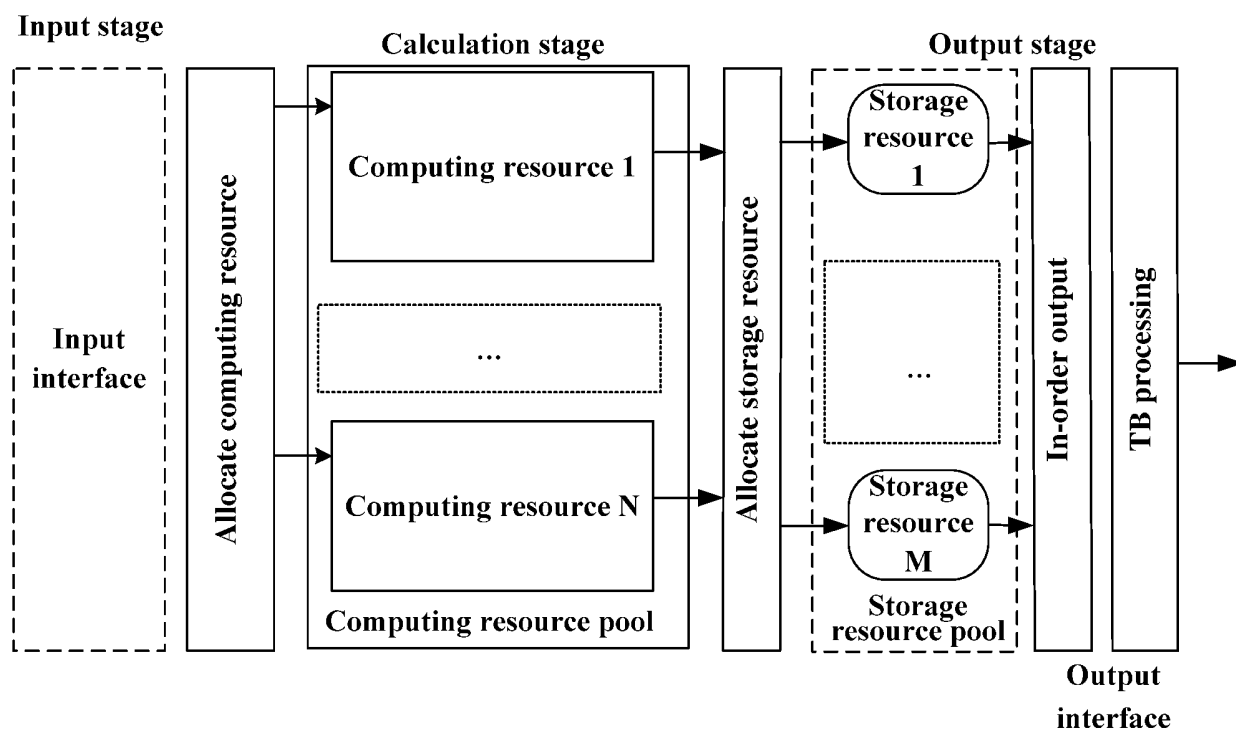 Input stage
Calculation stage
Output stage
Input
interface
Allocate computing resource
Computing resource 1
...
Computing resource N
Computing resource pool
Allocate storage resource
Storage
resource
1
...
Storage
resource
M
Storage
resource pool
In-order output
TB processing
Output
interface